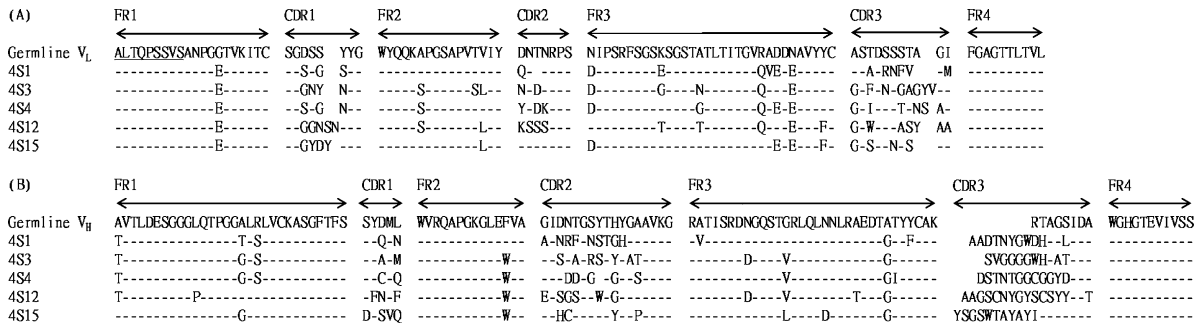 (A) FR1 CDR1 FR2 CDR2 FR3 CDR3 FR4
Germline VL ALTQPSSVSANPGGTVKITC SGDSS YYG WYQQKAPGSAPVTVIY DNTNRPS NIPSRFSGSKSGSTATLTITGVRADDNAVYYC ASTDSSSTA GI FGAGTTLTVL
4S1 -------------E------ --S-G S-- ---------------- Q- ----- D--------E------------QVE-E---- --A-RNFV -M ----------
4S3 -------------E------ --GNY N- --------S------SL-- N-D---- D--------G----N-------Q---E---- G-F-N-GAGYV- ----------
4S4 -------------E------ --S-G N- --------S------- Y-DK--- D-------------G-------Q---E---- G-I---T-NS A- ----------
4S12 -------------E------ --GGNSN-- --------S-------L-- KSSS--- ---------T----T-------Q---E---F- G-W---ASY AA ----------
4S15 -------------E------ --GYDY -- ----------------L-- ------- D----------------------E-E---F- G-S--N-S -- ----------
(B) FR1 CDR1 FR2 CDR2 FR3 CDR3 FR4
Germline VH AVTLDESGGGLQTPGGALRLVCKASGFTFS SYDML WVRQAPGKGLEFVA GIDNTGSYTHYGAAVKG RATISRDNGQSTGRLQLNNLRAEDTATYYCAK RTAGSIDA WGHGTEVIVSS
4S1 T---------------T-S----------- --Q-N -------------- A-NRF-NSTGH------ -V-----------------------G--F--- AADTNYGWDH--L-- -----------
4S3 T---------------G-S----------- --A-M -----------W-- --S-A-RS-Y-AT---- -------D----V------------G------ SVGGGGWH-AT-- -----------
4S4 T---------------G-S----------- --C-Q -----------W-- ---DD-G--G--S---- ------------V------------GI----- DSTNTGGCGGYD-- -----------
4S12 T---------P------------------- -FN-F -----------W-- E-SGS--W-G------- -------D----V--------T---G------ AAGSCNYGYSCSYY--T -----------
4S15 ----------------G------------- D-SVQ -----------W-- ---HC----Y--P---- ------------L----D-------G------ YSGSWTAYAYI------ -----------